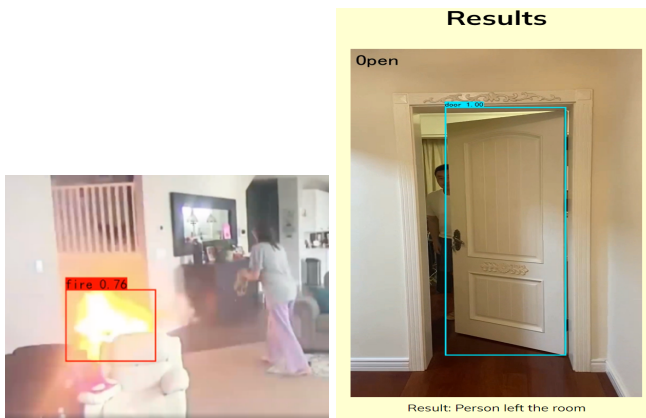 Results
Open
door 1.00
fire 0.76
Result: Person left the room